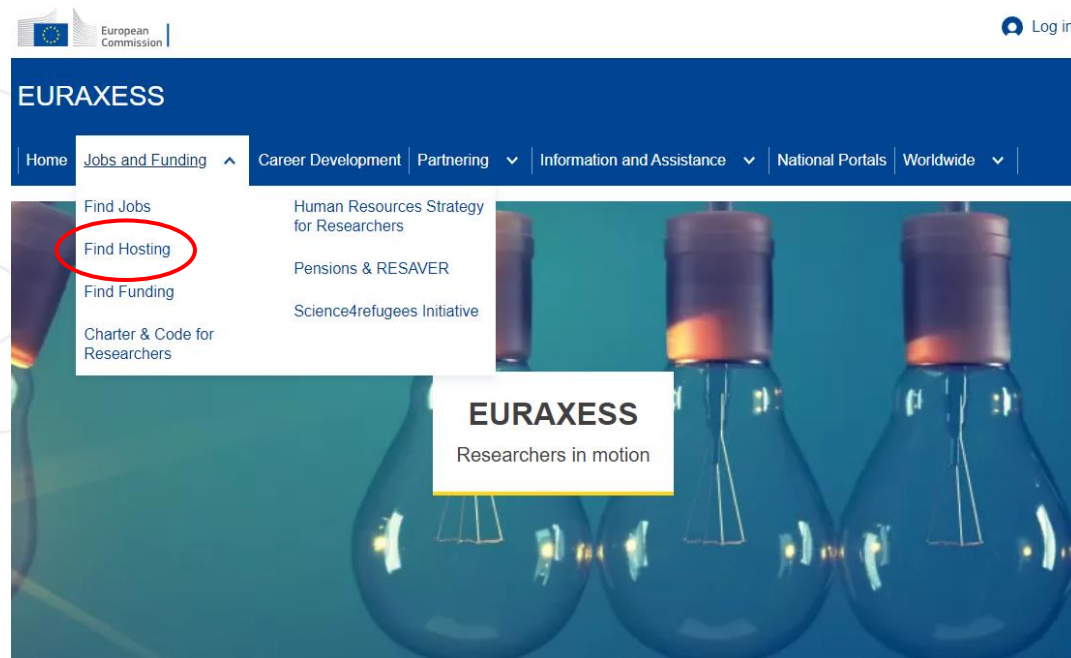 European
Commission
Log in
EURAXESS
Home
Jobs and Funding
Career Development
Partnering
Information and Assistance
National Portals
Worldwide
Find Jobs
Find Hosting
Find Funding
Charter & Code for
Researchers
Human Resources Strategy
for Researchers
Pensions & RESAVER
Science4refugees Initiative
EURAXESS
Researchers in motion